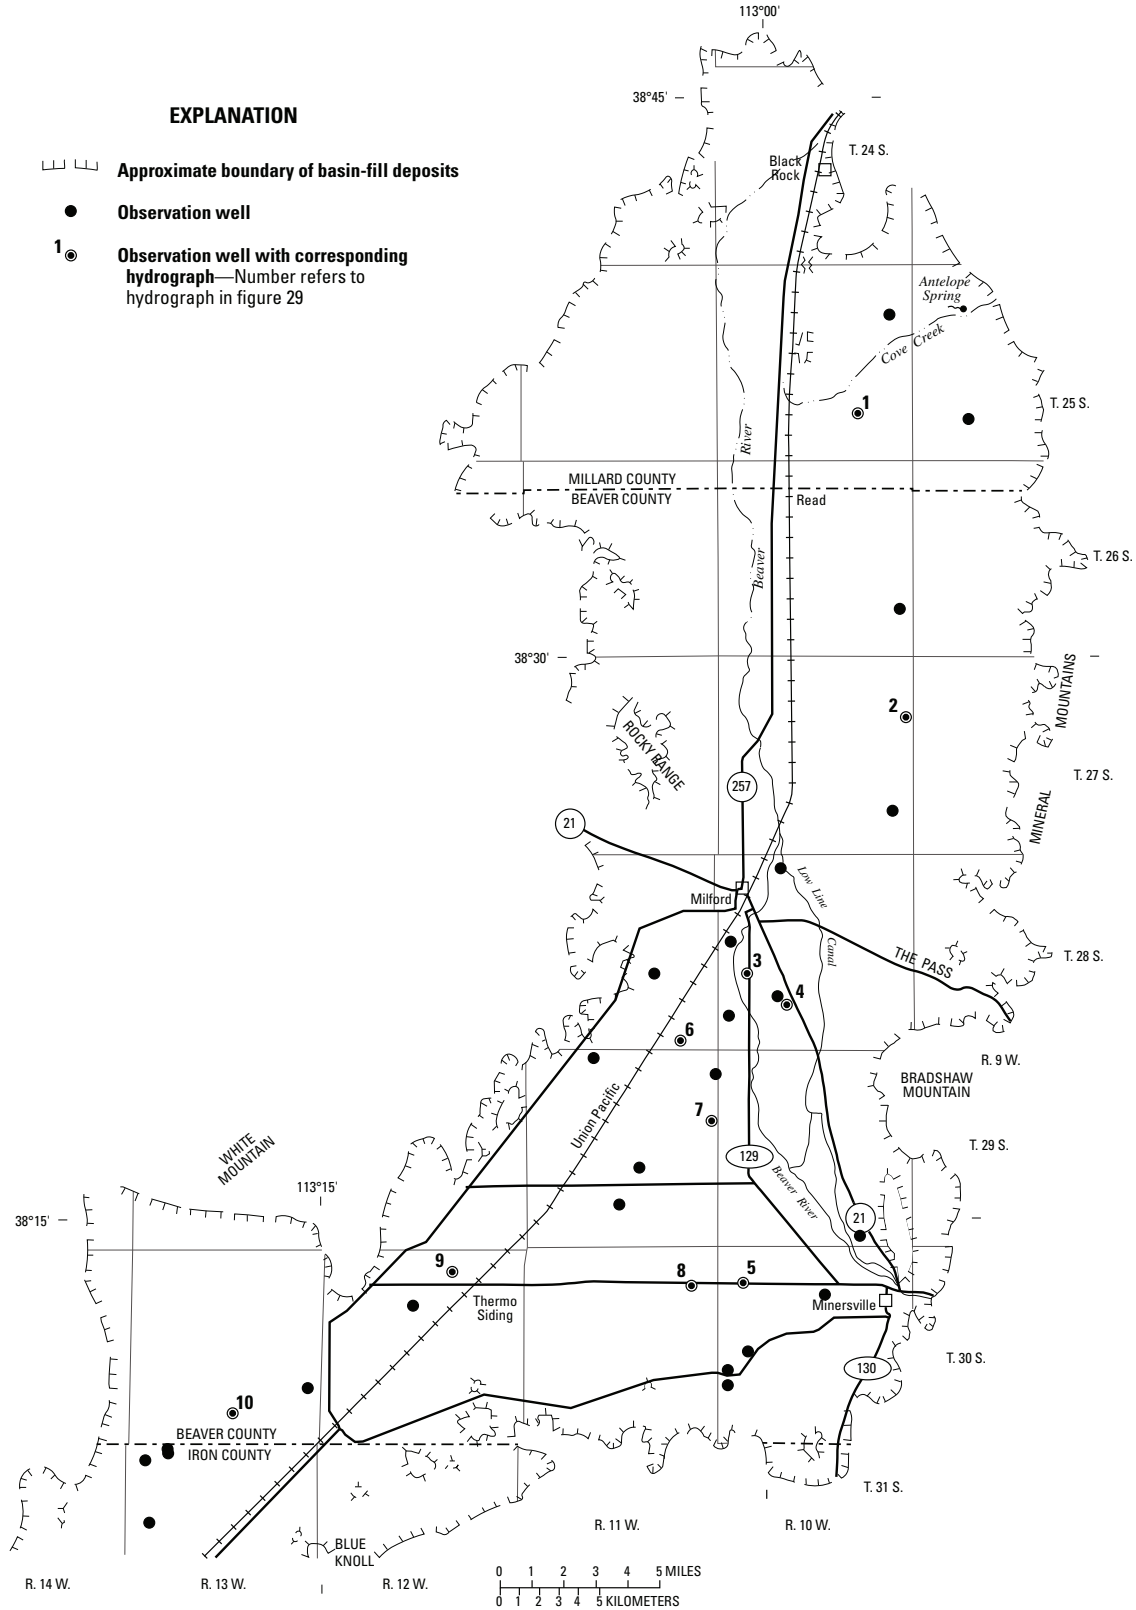 113°00'
38°45'
EXPLANATION
Approximate boundary of basin-fill deposits
Observation well
1
Observation well with corresponding
hydrograph—Number refers to
hydrograph in figure 29
Black
Rock
T. 24 S.
Antelope
Spring
Cove Creek
1
T. 25 S.
River
MILLARD COUNTY
BEAVER COUNTY
Read
Beaver
T. 26 S.
38°30'
MOUNTAINS
2
ROCKY RANGE
257
T. 27 S.
MINERAL
21
Low Line
Canal
Milford
THE PASS
T. 28 S.
3
4
6
R. 9 W.
BRADSHAW
MOUNTAIN
Union Pacific
7
WHITE
MOUNTAIN
129
T. 29 S.
Beaver River
113°15'
38°15'
21
9
8
5
Thermo
Siding
Minersville
T. 30 S.
130
10
BEAVER COUNTY
IRON COUNTY
T. 31 S.
R. 11 W.
R. 10 W.
BLUE
KNOLL
R. 14 W.
R. 13 W.
R. 12 W.
0 1 2 3 4 5 MILES
0 1 2 3 4 5 KILOMETERS